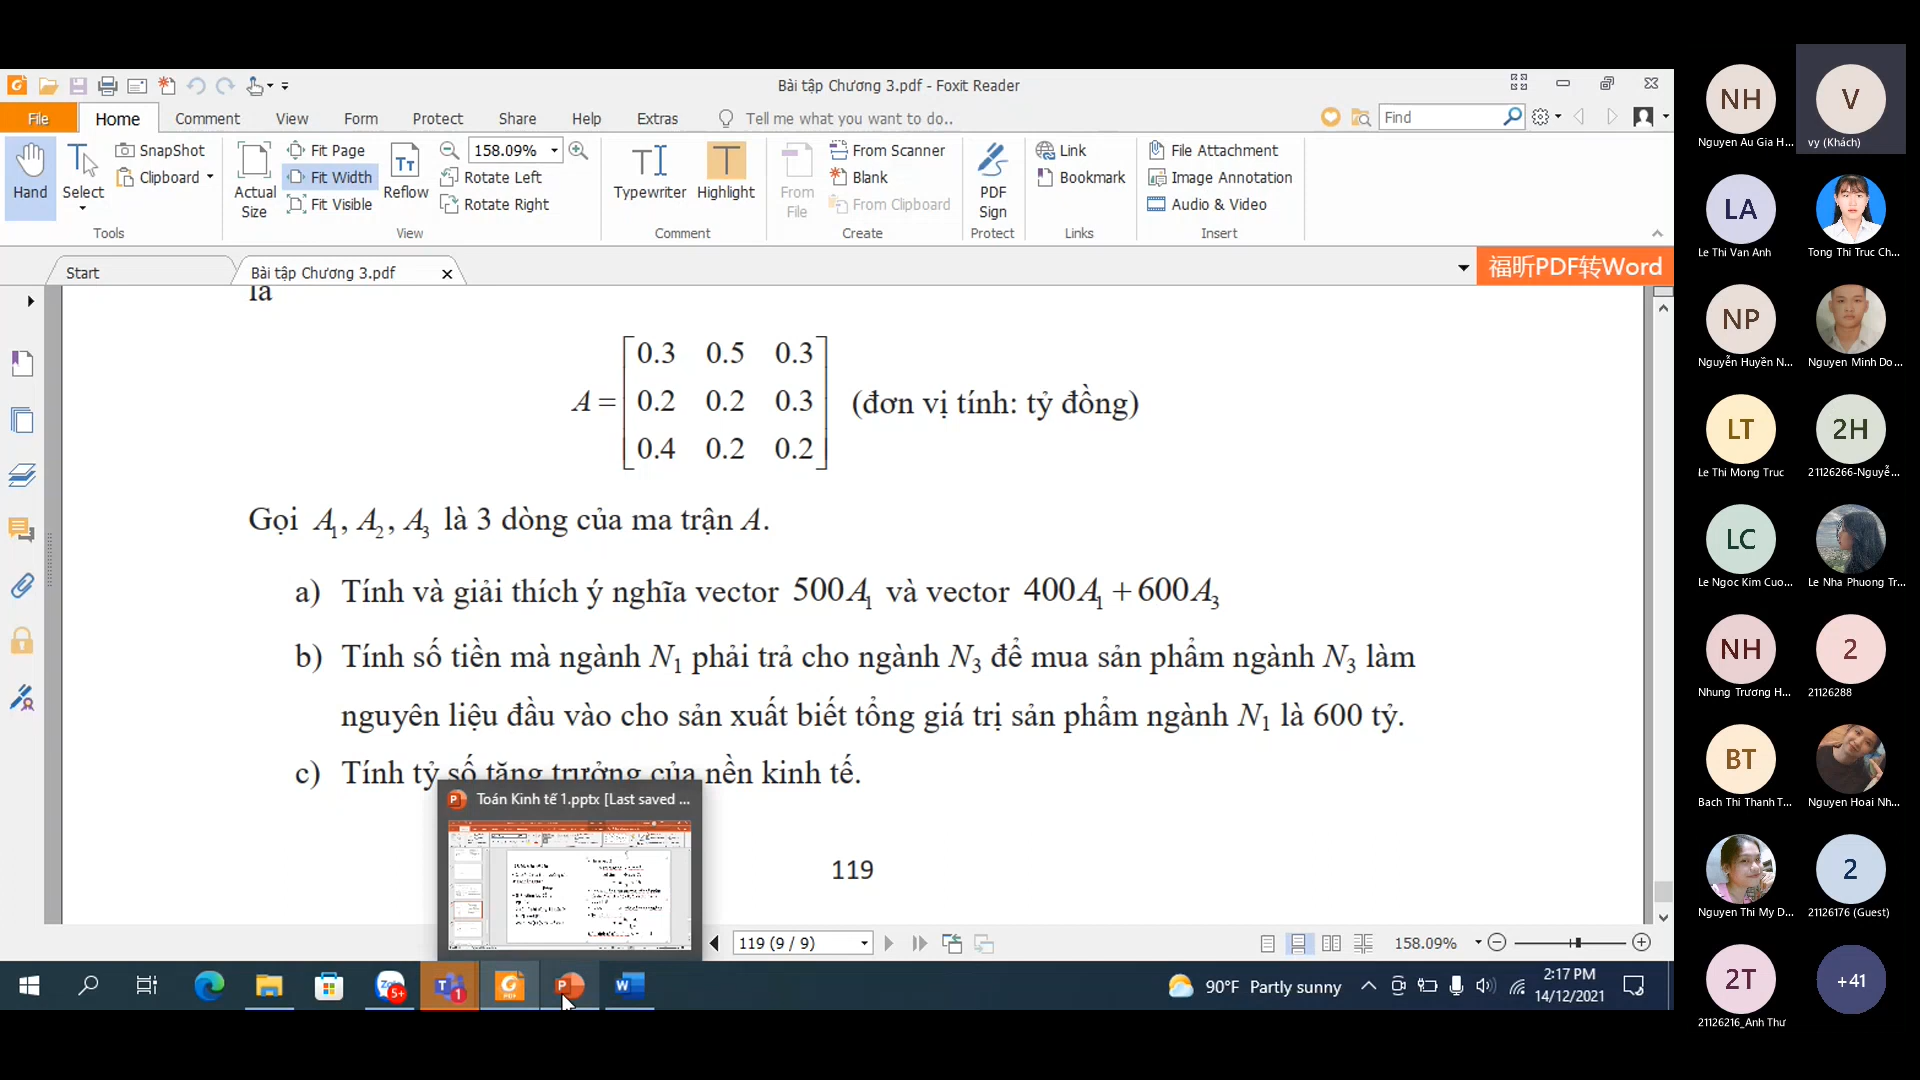 Bài tập Chương 3.pdf - Foxit Reader
File Home Comment View Form Protect Share Help Extras Tell me what you want to do.. Find
Hand
Select
SnapShot
Clipboard
Tools
Actual Size
Fit Page
Fit Width
Fit Visible
Reflow
158.09%
Rotate Left
Rotate Right
View
Typewriter
Highlight
Comment
From File
From Scanner
Blank
From Clipboard
Create
PDF Sign
Protect
Link
Bookmark
Links
File Attachment
Image Annotation
Audio & Video
Insert
Start
Bài tập Chương 3.pdf
福昕PDF转Word
là
A = [0.3 0.5 0.3
0.2 0.2 0.3
0.4 0.2 0.2] (đơn vị tính: tỷ đồng)
Gọi A₁, A₂, A₃ là 3 dòng của ma trận A.
a) Tính và giải thích ý nghĩa vector 500A₁ và vector 400A₁ + 600A₃
b) Tính số tiền mà ngành N₁ phải trả cho ngành N₃ để mua sản phẩm ngành N₃ làm
nguyên liệu đầu vào cho sản xuất biết tổng giá trị sản phẩm ngành N₁ là 600 tỷ.
c) Tính tỷ số tăng trưởng của nền kinh tế.
Toán Kinh tế 1.pptx [Last saved ...
119
119 (9 / 9)
158.09%
5+
1
90°F Partly sunny
2:17 PM
14/12/2021
NH
Nguyen Au Gia H...
V
vy (Khách)
LA
Le Thi Van Anh
Tong Thi Truc Ch...
NP
Nguyễn Huyền N...
Nguyen Minh Do...
LT
Le Thi Mong Truc
2H
21126266-Nguyễ...
LC
Le Ngoc Kim Cuo...
Le Nha Phuong Tr...
NH
Nhung Trương H...
2
21126288
BT
Bach Thi Thanh T...
Nguyen Hoai Nh...
Nguyen Thi My D...
2
21126176 (Guest)
2T
21126216_Anh Thư
+41